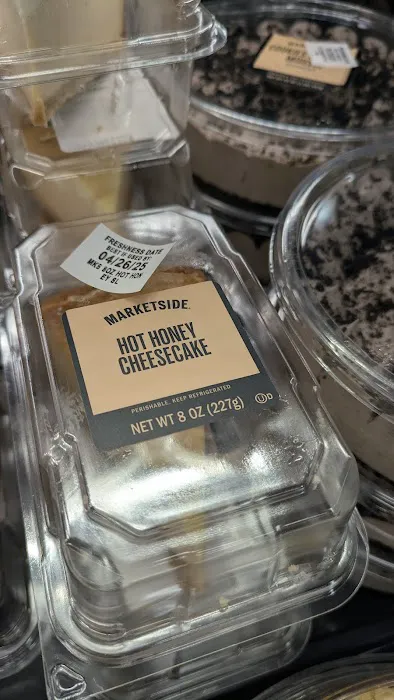 FRESHNESS DATE
BEST IF USED BY:
04/26/25
MKS 8OZ HOT HON
EY SL
MARKETSIDE
HOT HONEY
CHEESECAKE
PERISHABLE. KEEP REFRIGERATED
NET WT 8 OZ (227g)
U D